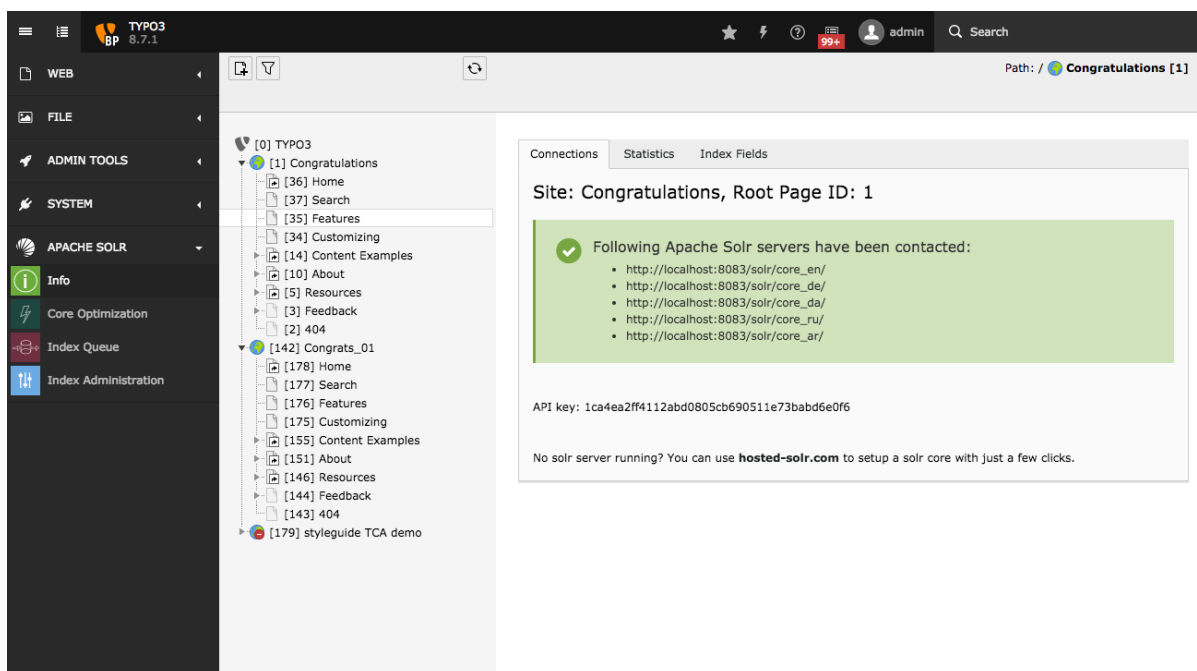 TYPO3
8.7.1
BP
99+
admin
Search
WEB
FILE
ADMIN TOOLS
SYSTEM
APACHE SOLR
Info
Core Optimization
Index Queue
Index Administration
Path: / Congratulations [1]
[0] TYPO3
[1] Congratulations
[36] Home
[37] Search
[35] Features
[34] Customizing
[14] Content Examples
[10] About
[5] Resources
[3] Feedback
[2] 404
[142] Congrats_01
[178] Home
[177] Search
[176] Features
[175] Customizing
[155] Content Examples
[151] About
[146] Resources
[144] Feedback
[143] 404
[179] styleguide TCA demo
Connections Statistics Index Fields
Site: Congratulations, Root Page ID: 1
Following Apache Solr servers have been contacted:
• http://localhost:8083/solr/core_en/
• http://localhost:8083/solr/core_de/
• http://localhost:8083/solr/core_da/
• http://localhost:8083/solr/core_ru/
• http://localhost:8083/solr/core_ar/
API key: 1ca4ea2ff4112abd0805cb690511e73babd6e0f6
No solr server running? You can use hosted-solr.com to setup a solr core with just a few clicks.